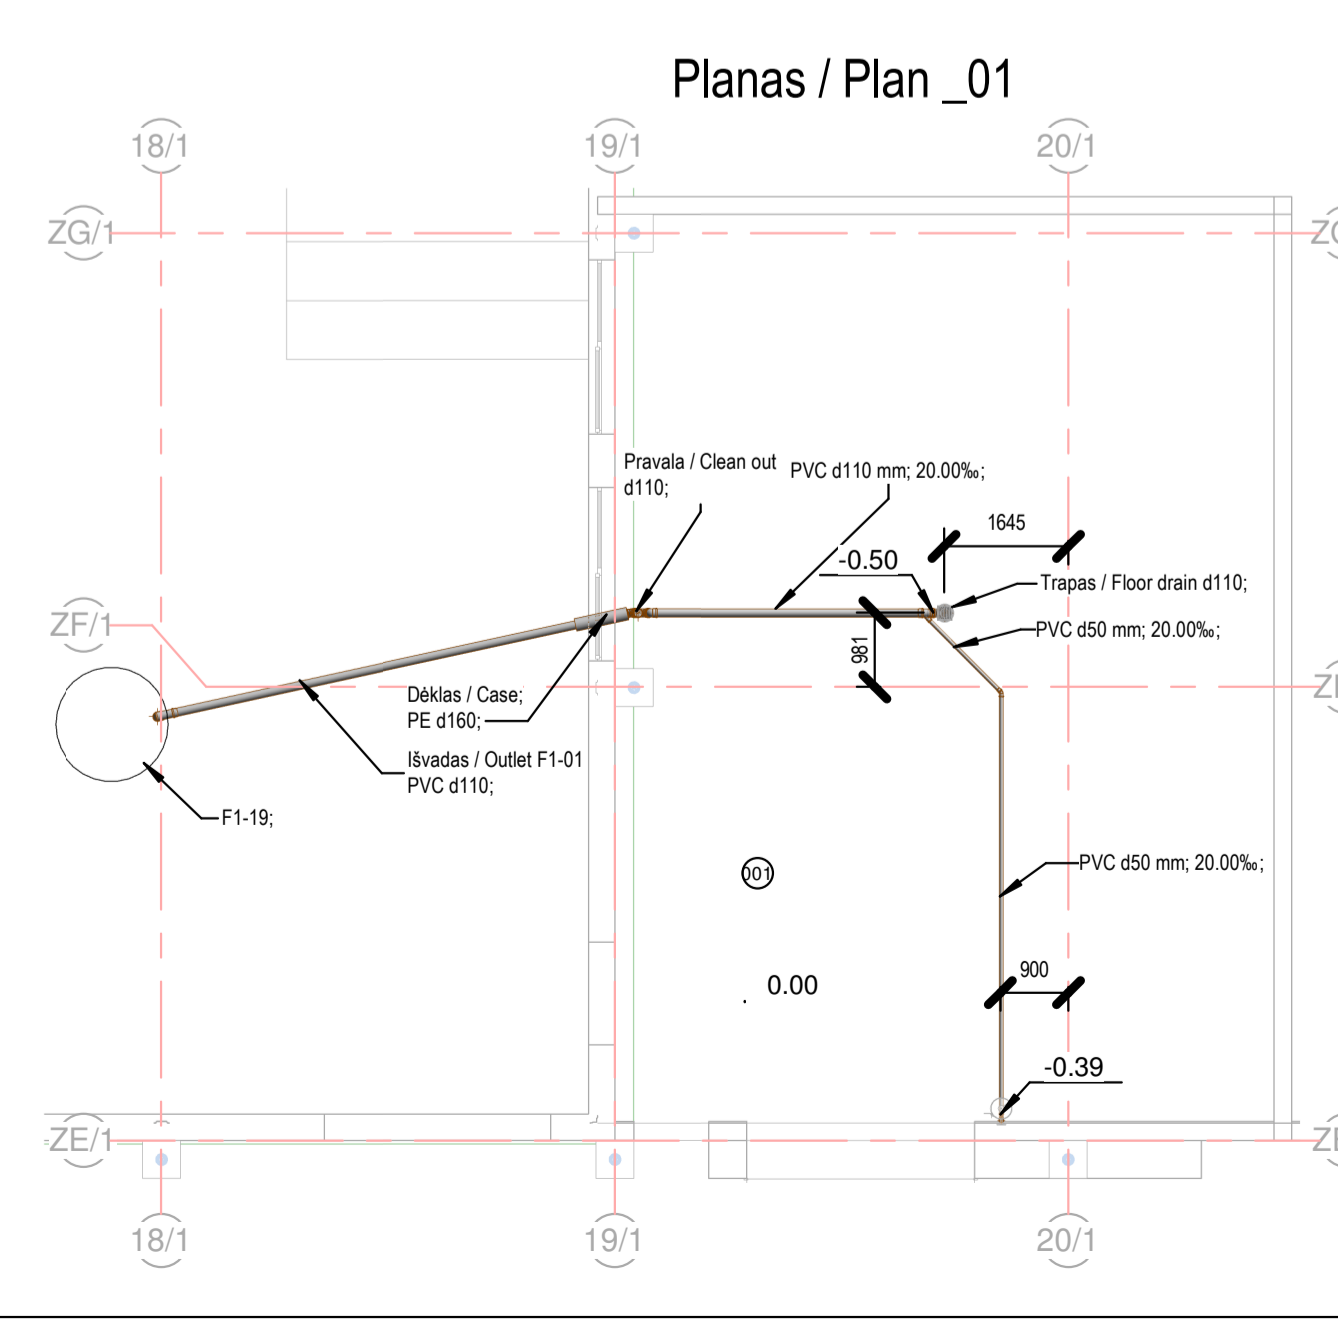 Planas / Plan _01
18/1
19/1
20/1
ZG/1
Pravala / Clean out
d110;
PVC d110 mm; 20.00‰;
1645
-0.50
Trapas / Floor drain d110;
ZF/1
PVC d50 mm; 20.00‰;
981
Dėklas / Case;
PE d160;
Išvadas / Outlet F1-01
PVC d110;
F1-19;
001
PVC d50 mm; 20.00‰;
900
0.00
-0.39
ZE/1
18/1
19/1
20/1